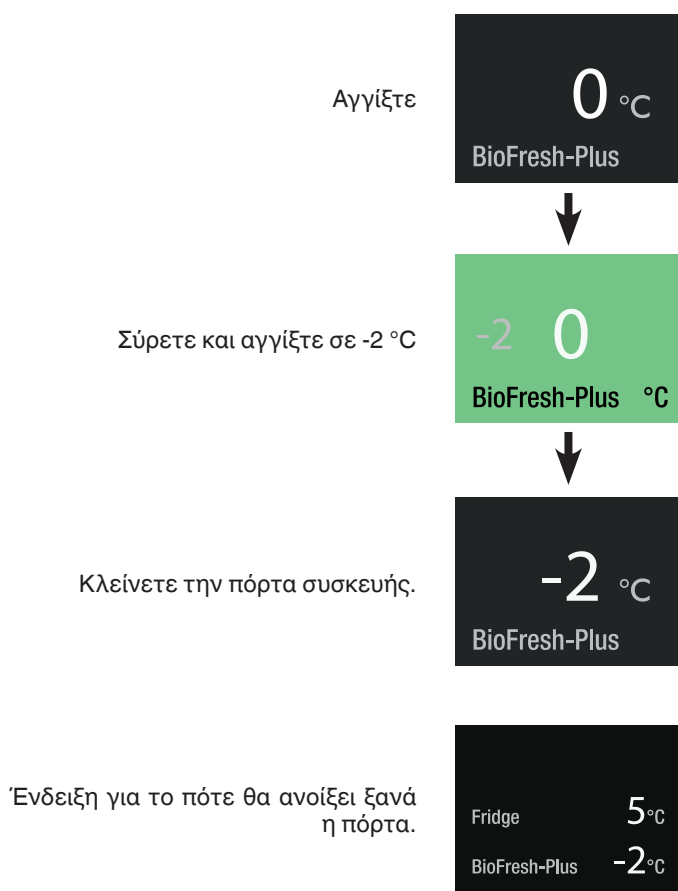 Αγγίξτε
0 °C
BioFresh-Plus
Σύρετε και αγγίξτε σε -2 °C
-2 0
BioFresh-Plus °C
Κλείνετε την πόρτα συσκευής.
-2 °C
BioFresh-Plus
Ένδειξη για το πότε θα ανοίξει ξανά
η πόρτα.
Fridge 5°C
BioFresh-Plus -2°C